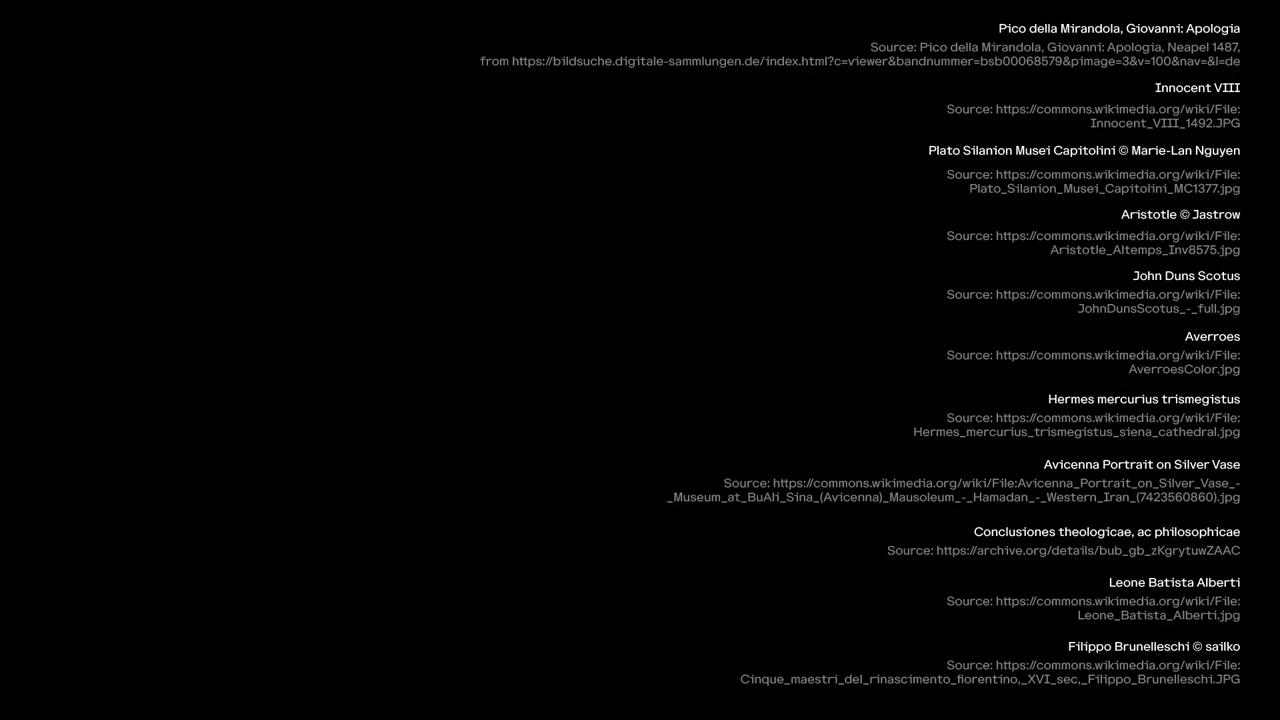 Pico della Mirandola, Giovanni: Apologia
Source: Pico della Mirandola, Giovanni: Apologia, Neapel 1487,
from https://bildsuche.digitale-sammlungen.de/index.html?c=viewer&bandnummer=bsb00068579&pimage=3&v=100&nav=&l=de
Innocent VIII
Source: https://commons.wikimedia.org/wiki/File:
Innocent_VIII_1492.JPG
Plato Silanion Musei Capitolini © Marie-Lan Nguyen
Source: https://commons.wikimedia.org/wiki/File:
Plato_Silanion_Musei_Capitolini_MC1377.jpg
Aristotle © Jastrow
Source: https://commons.wikimedia.org/wiki/File:
Aristotle_Altemps_Inv8575.jpg
John Duns Scotus
Source: https://commons.wikimedia.org/wiki/File:
JohnDunsScotus_-_full.jpg
Averroes
Source: https://commons.wikimedia.org/wiki/File:
AverroesColor.jpg
Hermes mercurius trismegistus
Source: https://commons.wikimedia.org/wiki/File:
Hermes_mercurius_trismegistus_siena_cathedral.jpg
Avicenna Portrait on Silver Vase
Source: https://commons.wikimedia.org/wiki/File:Avicenna_Portrait_on_Silver_Vase_-
_Museum_at_BuAli_Sina_(Avicenna)_Mausoleum_-_Hamadan_-_Western_Iran_(7423560860).jpg
Conclusiones theologicae, ac philosophicae
Source: https://archive.org/details/bub_gb_zKgrytuwZAAC
Leone Batista Alberti
Source: https://commons.wikimedia.org/wiki/File:
Leone_Batista_Alberti.jpg
Filippo Brunelleschi © sailko
Source: https://commons.wikimedia.org/wiki/File:
Cinque_maestri_del_rinascimento_fiorentino,_XVI_sec,_Filippo_Brunelleschi.JPG